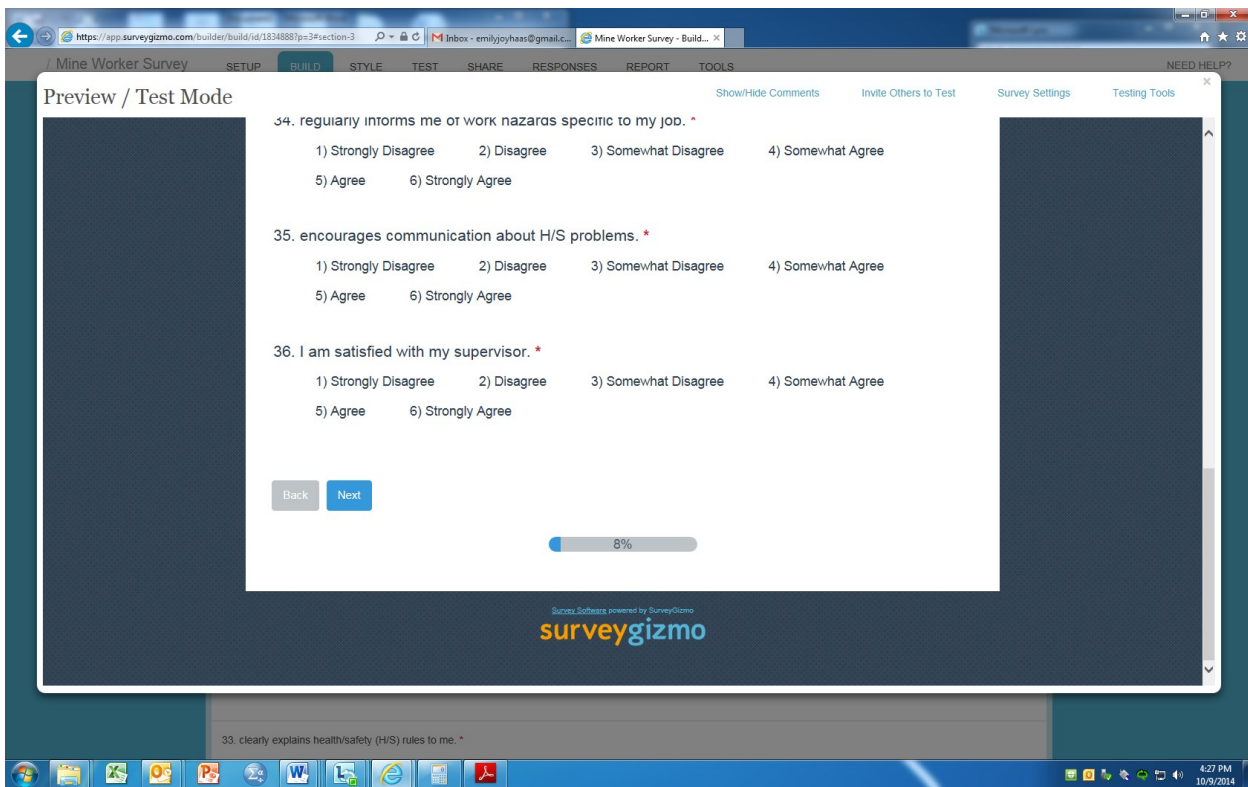 https://app.surveygizmo.com/builder/build/id/1834888?p=3#section-3
Inbox - emilyjoyhaas@gmail.c...
Mine Worker Survey - Build...
/ Mine Worker Survey SETUP BUILD STYLE TEST SHARE RESPONSES REPORT TOOLS NEED HELP?
Preview / Test Mode Show/Hide Comments Invite Others to Test Survey Settings Testing Tools
34. regularly informs me of work hazards specific to my job. *
1) Strongly Disagree 2) Disagree 3) Somewhat Disagree 4) Somewhat Agree
5) Agree 6) Strongly Agree
35. encourages communication about H/S problems. *
1) Strongly Disagree 2) Disagree 3) Somewhat Disagree 4) Somewhat Agree
5) Agree 6) Strongly Agree
36. I am satisfied with my supervisor. *
1) Strongly Disagree 2) Disagree 3) Somewhat Disagree 4) Somewhat Agree
5) Agree 6) Strongly Agree
Back Next
8%
Survey Software powered by SurveyGizmo
surveygizmo
33. clearly explains health/safety (H/S) rules to me. *
4:27 PM
10/9/2014